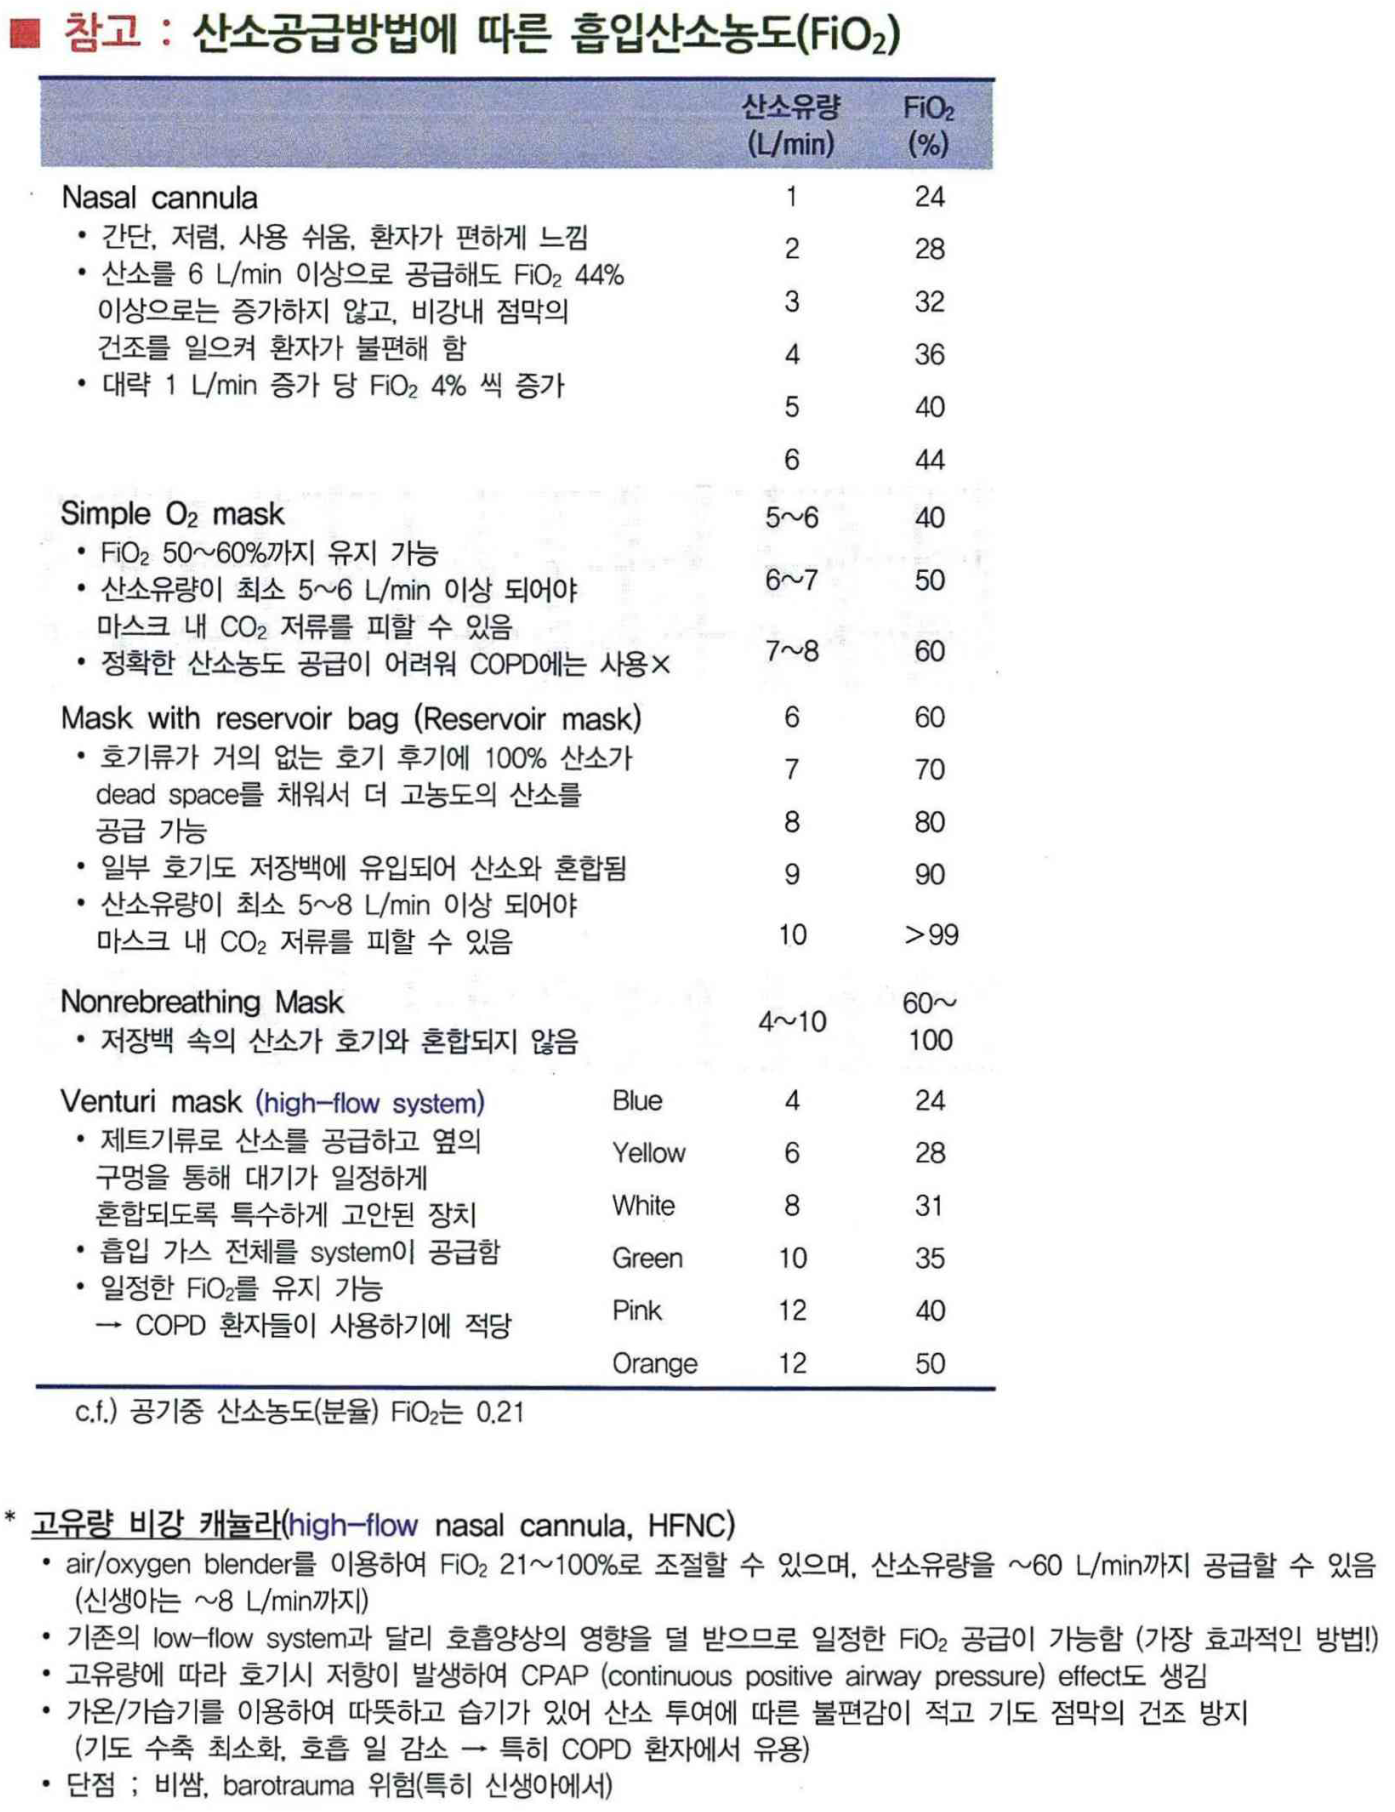 ■ 참고 : 산소공급방법에 따른 흡입산소농도(FiO₂)
산소유량 FiO₂
(L/min) (%)
Nasal cannula 1 24
• 간단, 저렴, 사용 쉬움, 환자가 편하게 느낌
2 28
• 산소를 6 L/min 이상으로 공급해도 FiO₂ 44%
이상으로는 증가하지 않고, 비강내 점막의
3 32
건조를 일으켜 환자가 불편해 함
4 36
• 대략 1 L/min 증가 당 FiO₂ 4% 씩 증가
5 40
6 44
Simple O₂ mask 5~6 40
• FiO₂ 50~60%까지 유지 가능
• 산소유량이 최소 5~6 L/min 이상 되어야
6~7 50
마스크 내 CO₂ 저류를 피할 수 있음
• 정확한 산소농도 공급이 어려워 COPD에는 사용×
7~8 60
Mask with reservoir bag (Reservoir mask) 6 60
• 호기류가 거의 없는 호기 후기에 100% 산소가
7 70
dead space를 채워서 더 고농도의 산소를
공급 가능
8 80
• 일부 호기도 저장백에 유입되어 산소와 혼합됨
9 90
• 산소유량이 최소 5~8 L/min 이상 되어야
마스크 내 CO₂ 저류를 피할 수 있음
10 >99
Nonrebreathing Mask
• 저장백 속의 산소가 호기와 혼합되지 않음
4~10 60~
100
Venturi mask (high-flow system) Blue 4 24
• 제트기류로 산소를 공급하고 옆의
Yellow 6 28
구멍을 통해 대기가 일정하게
혼합되도록 특수하게 고안된 장치
White 8 31
• 흡입 가스 전체를 system이 공급함
Green 10 35
• 일정한 FiO₂를 유지 가능
→ COPD 환자들이 사용하기에 적당
Pink 12 40
Orange 12 50
c.f.) 공기중 산소농도(분율) FiO₂는 0.21
* 고유량 비강 캐뉼라(high-flow nasal cannula, HFNC)
• air/oxygen blender를 이용하여 FiO₂ 21~100%로 조절할 수 있으며, 산소유량을 ~60 L/min까지 공급할 수 있음
(신생아는 ~8 L/min까지)
• 기존의 low-flow system과 달리 호흡양상의 영향을 덜 받으므로 일정한 FiO₂ 공급이 가능함 (가장 효과적인 방법!)
• 고유량에 따라 호기시 저항이 발생하여 CPAP (continuous positive airway pressure) effect도 생김
• 가온/가습기를 이용하여 따뜻하고 습기가 있어 산소 투여에 따른 불편감이 적고 기도 점막의 건조 방지
(기도 수축 최소화, 호흡 일 감소 → 특히 COPD 환자에서 유용)
• 단점 ; 비쌈, barotrauma 위험(특히 신생아에서)